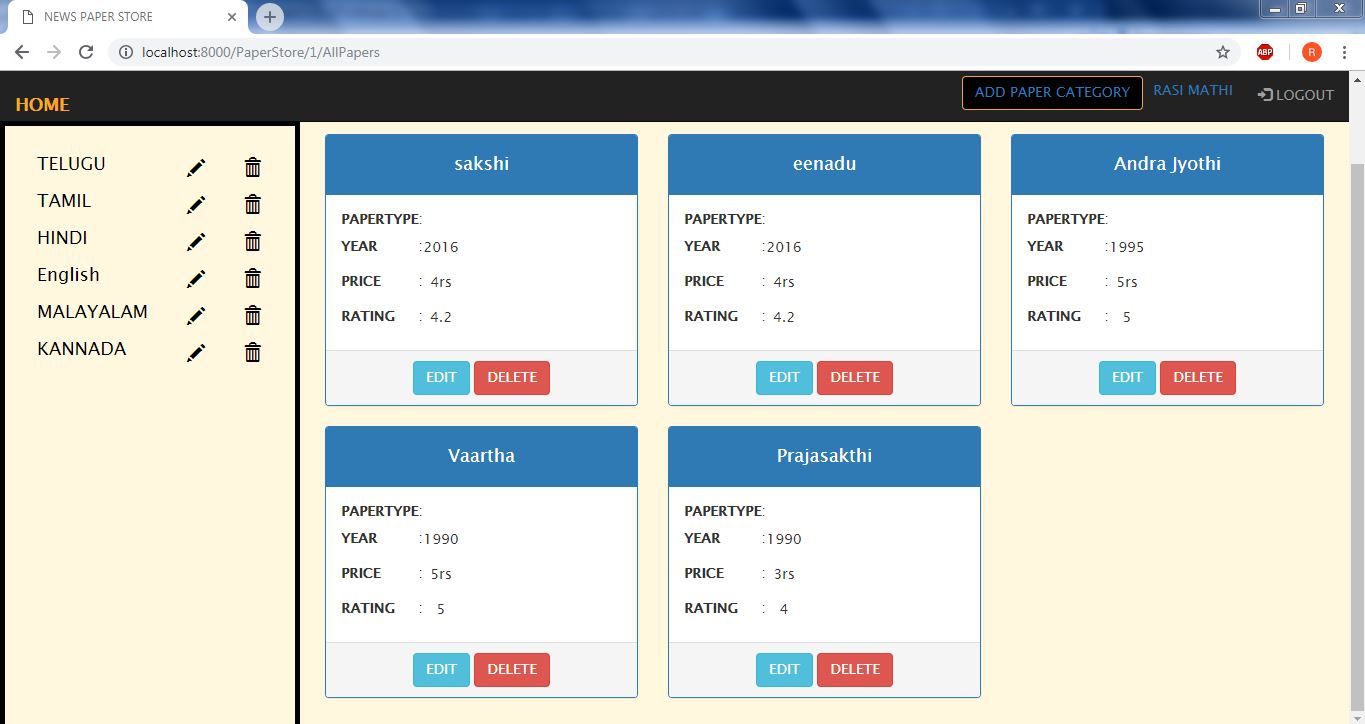 NEWS PAPER STORE
localhost:8000/PaperStore/1/AllPapers
ABP
R
HOME
ADD PAPER CATEGORY
RASI MATHI
LOGOUT
TELUGU
TAMIL
HINDI
English
MALAYALAM
KANNADA
sakshi
PAPERTYPE:
YEAR :2016
PRICE : 4rs
RATING : 4.2
EDIT DELETE
eenadu
PAPERTYPE:
YEAR :2016
PRICE : 4rs
RATING : 4.2
EDIT DELETE
Andra Jyothi
PAPERTYPE:
YEAR :1995
PRICE : 5rs
RATING : 5
EDIT DELETE
Vaartha
PAPERTYPE:
YEAR :1990
PRICE : 5rs
RATING : 5
EDIT DELETE
Prajasakthi
PAPERTYPE:
YEAR :1990
PRICE : 3rs
RATING : 4
EDIT DELETE